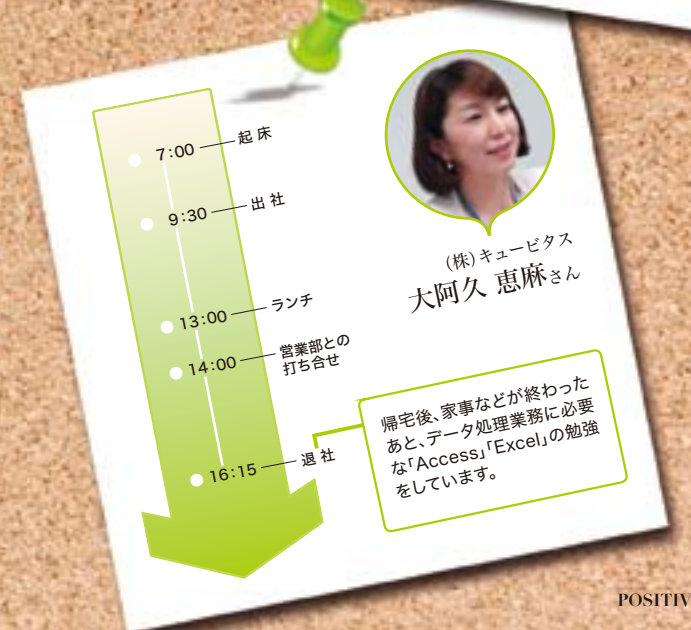 7:00 起床
9:30 出社
13:00 ランチ
14:00 営業部との
打ち合せ
16:15 退社
(株)キュービタス
大阿久 恵麻さん
帰宅後、家事などが終わった
あと、データ処理業務に必要
な「Access」「Excel」の勉強
をしています。
POSITIV